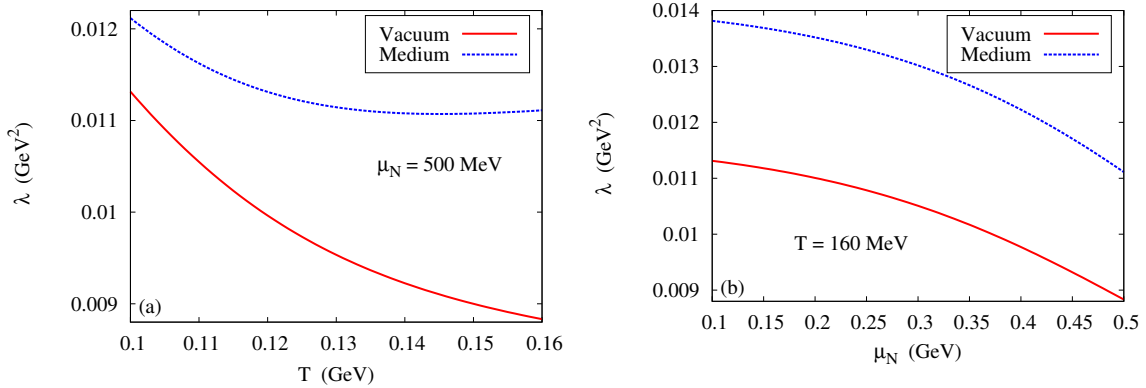 0.012
0.011
0.01
0.009
λ (GeV²)
Vacuum
Medium
μ_N = 500 MeV
(a)
0.1 0.11 0.12 0.13 0.14 0.15 0.16
T (GeV)
0.014
0.013
0.012
0.011
0.01
0.009
λ (GeV²)
Vacuum
Medium
T = 160 MeV
(b)
0.1 0.15 0.2 0.25 0.3 0.35 0.4 0.45 0.5
μ_N (GeV)